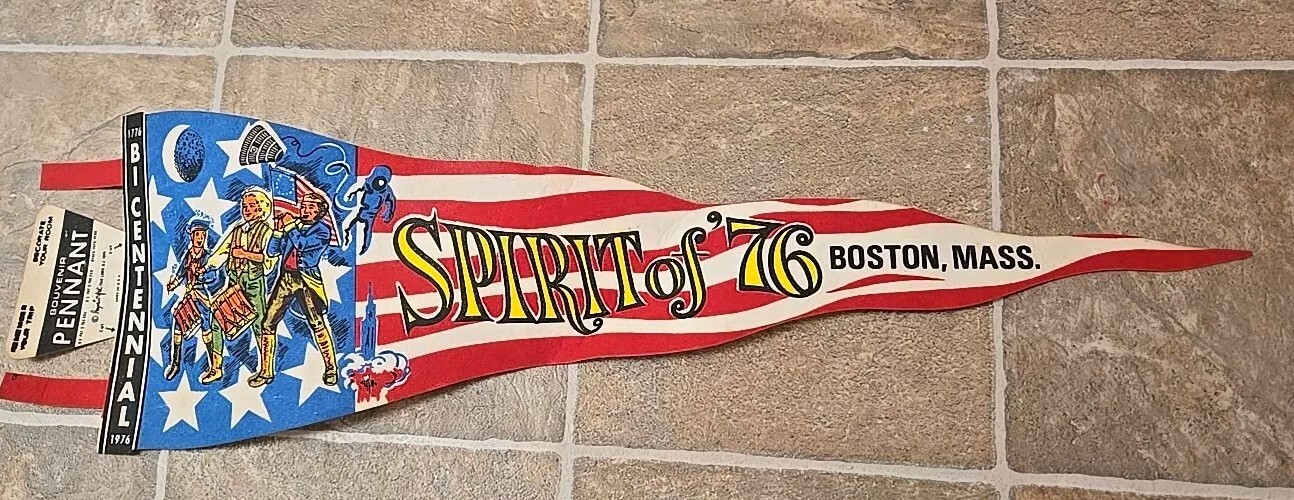 1776
BICENTENNIAL
1976
SPIRIT of '76
BOSTON, MASS.
DECORATE
YOUR ROOM
SOUVENIR
PENNANT